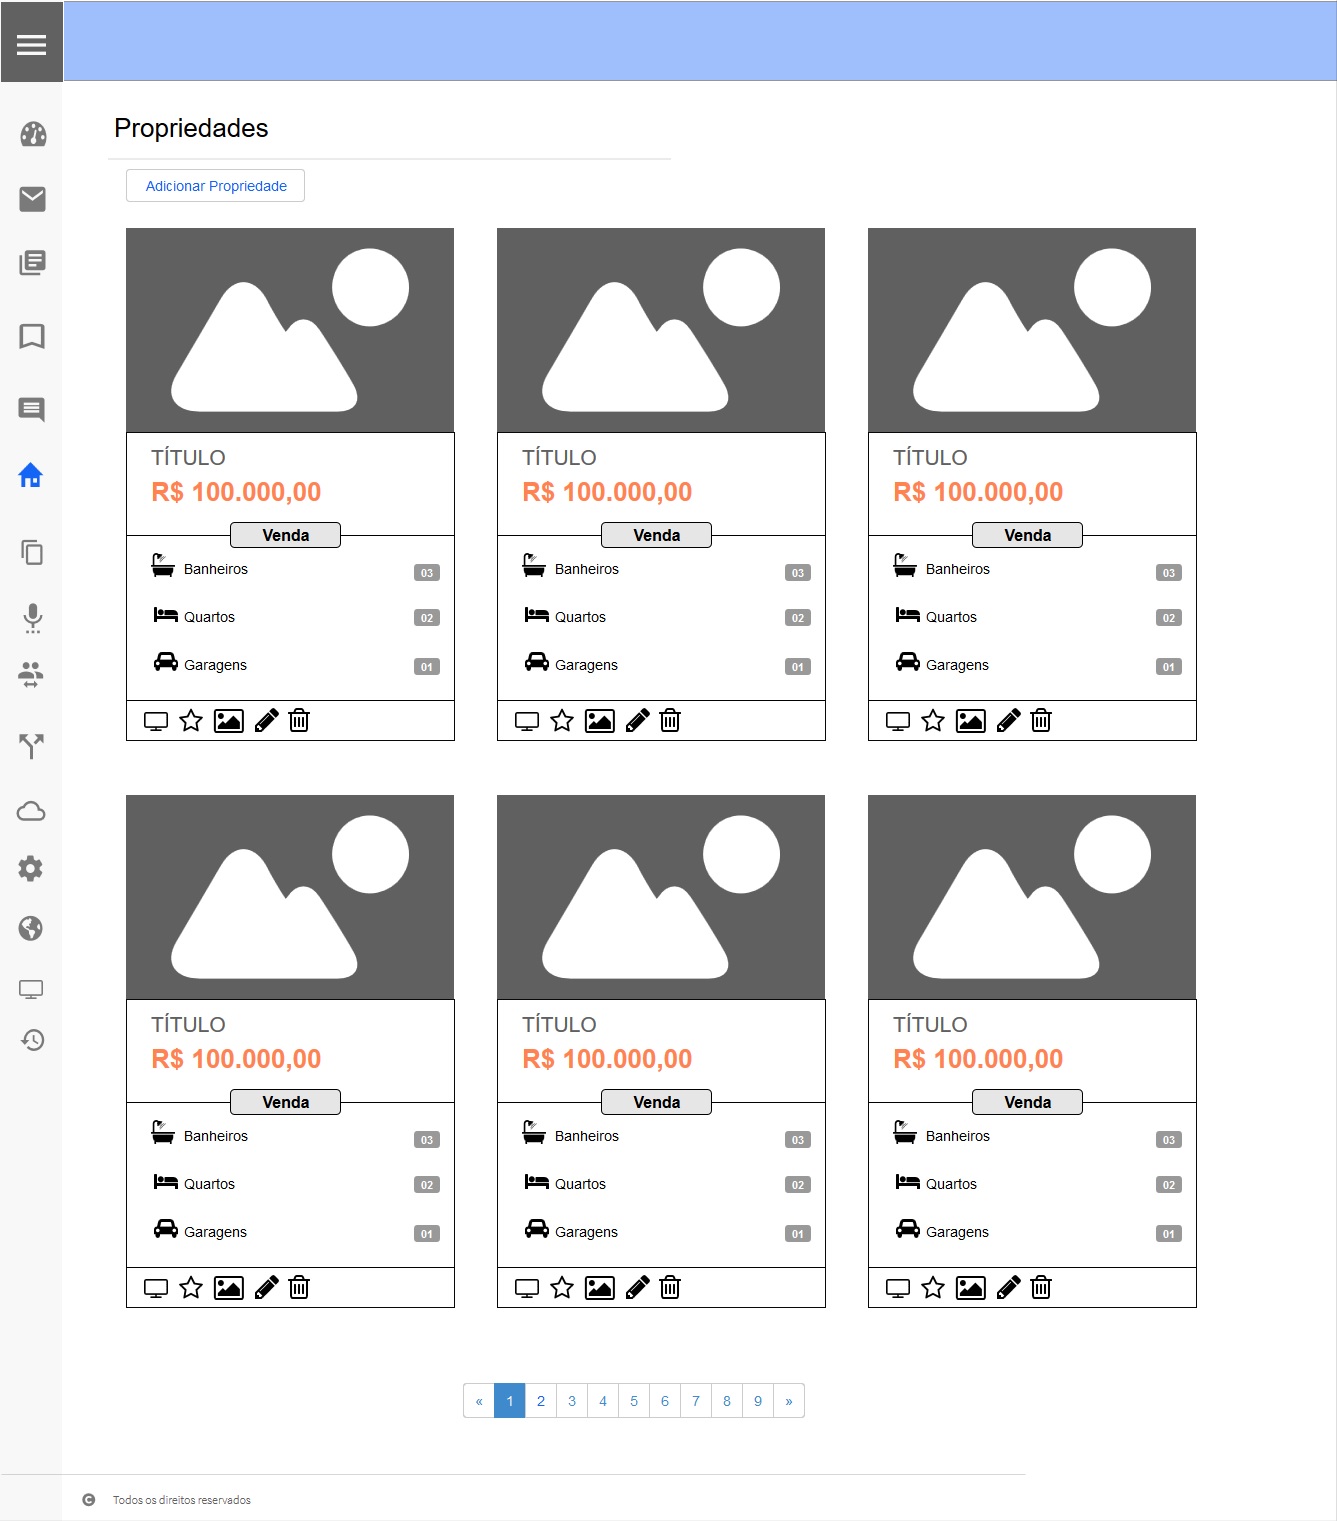 Propriedades
Adicionar Propriedade
TÍTULO
R$ 100.000,00
Venda
Banheiros 03
Quartos 02
Garagens 01
TÍTULO
R$ 100.000,00
Venda
Banheiros 03
Quartos 02
Garagens 01
TÍTULO
R$ 100.000,00
Venda
Banheiros 03
Quartos 02
Garagens 01
TÍTULO
R$ 100.000,00
Venda
Banheiros 03
Quartos 02
Garagens 01
TÍTULO
R$ 100.000,00
Venda
Banheiros 03
Quartos 02
Garagens 01
TÍTULO
R$ 100.000,00
Venda
Banheiros 03
Quartos 02
Garagens 01
« 1 2 3 4 5 6 7 8 9 »
© Todos os direitos reservados